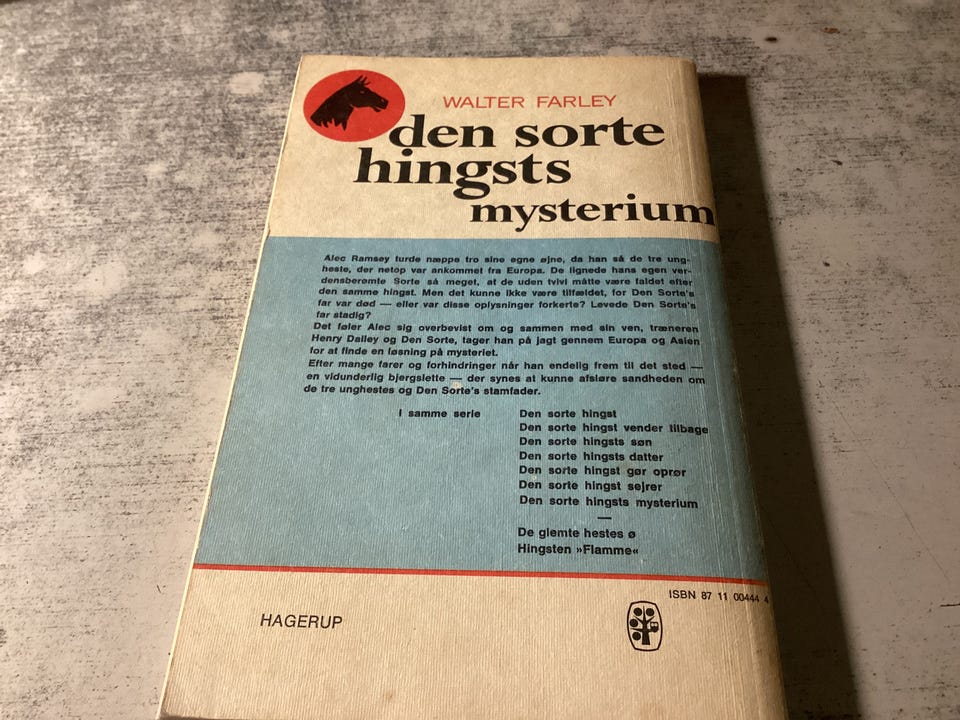 WALTER FARLEY
den sorte
hingsts
mysterium
Alec Ramsey turde næppe tro sine egne øjne, da han så de tre ung-
heste, der netop var ankommet fra Europa. De lignede hans egen ver-
densberømte Sorte så meget, at de uden tvivl måtte være faldet efter
den samme hingst. Men det kunne ikke være tilfældet, for Den Sorte's
far var død — eller var disse oplysninger forkerte? Levede Den Sorte's
far stadig?
Det føler Alec sig overbevist om og sammen med sin ven, træneren
Henry Dailey og Den Sorte, tager han på jagt gennem Europa og Asien
for at finde en løsning på mysteriet.
Efter mange farer og forhindringer når han endelig frem til det sted —
en vidunderlig bjergslette — der synes at kunne afsløre sandheden om
de tre unghestes og Den Sorte's stamfader.
I samme serie
Den sorte hingst
Den sorte hingst vender tilbage
Den sorte hingsts søn
Den sorte hingsts datter
Den sorte hingst gør oprør
Den sorte hingst sejrer
Den sorte hingsts mysterium
—
De glemte hestes ø
Hingsten »Flamme«
ISBN 87 11 00444 4
HAGERUP